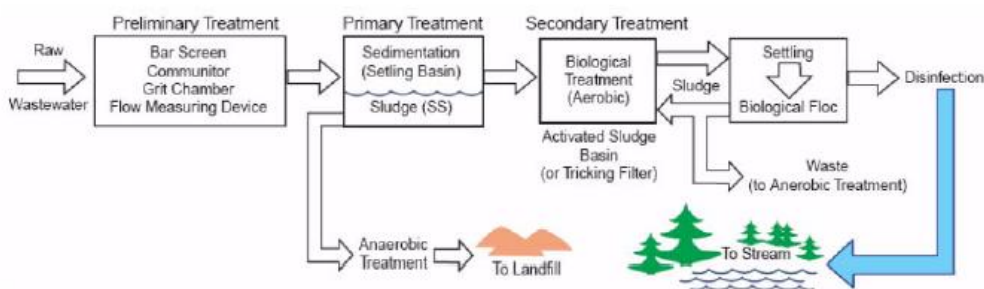 Preliminary Treatment
Primary Treatment
Secondary Treatment
Raw
Wastewater
Bar Screen
Communitor
Grit Chamber
Flow Measuring Device
Sedimentation
(Setling Basin)
Sludge (SS)
Biological
Treatment
(Aerobic)
Sludge
Settling
Biological Floc
Disinfection
Activated Sludge
Basin
(or Tricking Filter)
Waste
(to Anerobic Treatment)
Anaerobic
Treatment
To Landfill
To Stream